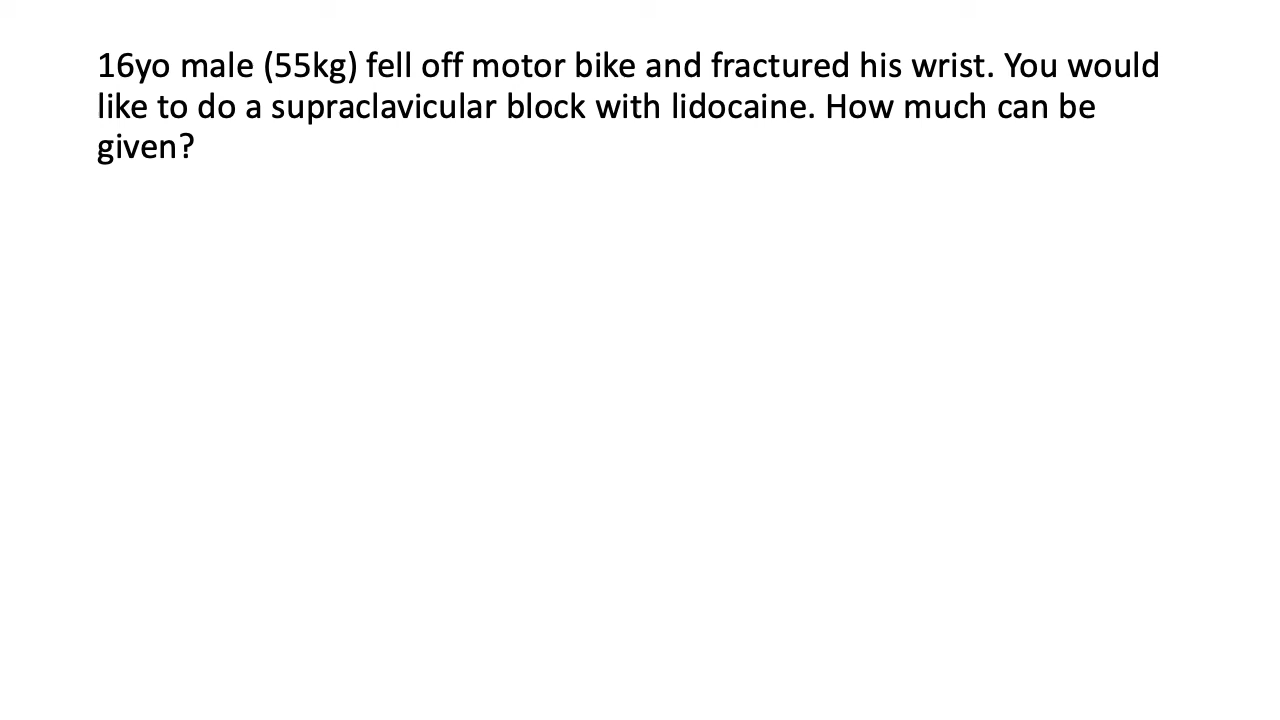 16yo male (55kg) fell off motor bike and fractured his wrist. You would
like to do a supraclavicular block with lidocaine. How much can be
given?